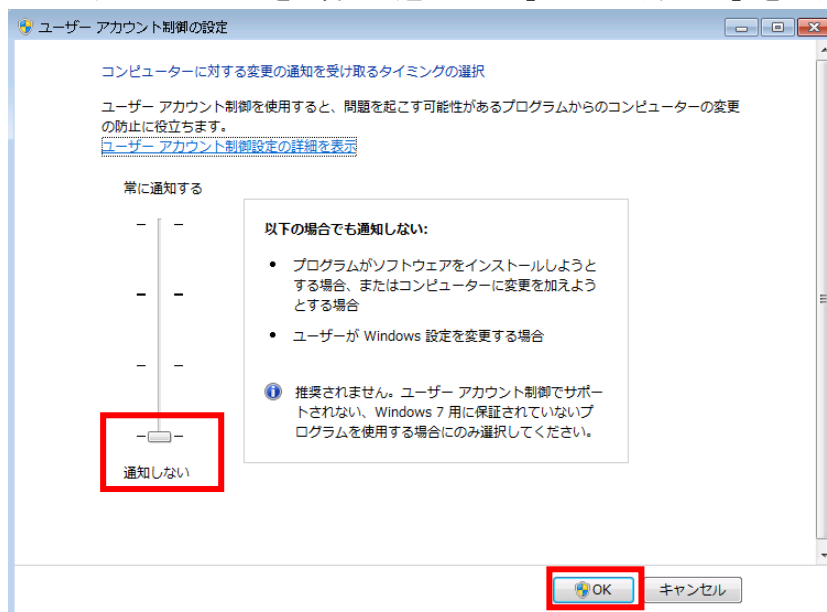 ユーザー アカウント制御の設定
コンピューターに対する変更の通知を受け取るタイミングの選択
ユーザー アカウント制御を使用すると、問題を起こす可能性があるプログラムからのコンピューターの変更
の防止に役立ちます。
ユーザー アカウント制御設定の詳細を表示
常に通知する
以下の場合でも通知しない:
• プログラムがソフトウェアをインストールしようと
する場合、またはコンピューターに変更を加えよう
とする場合
• ユーザーが Windows 設定を変更する場合
推奨されません。ユーザー アカウント制御でサポー
トされない、Windows 7 用に保証されていないプ
ログラムを使用する場合にのみ選択してください。
通知しない
OK
キャンセル